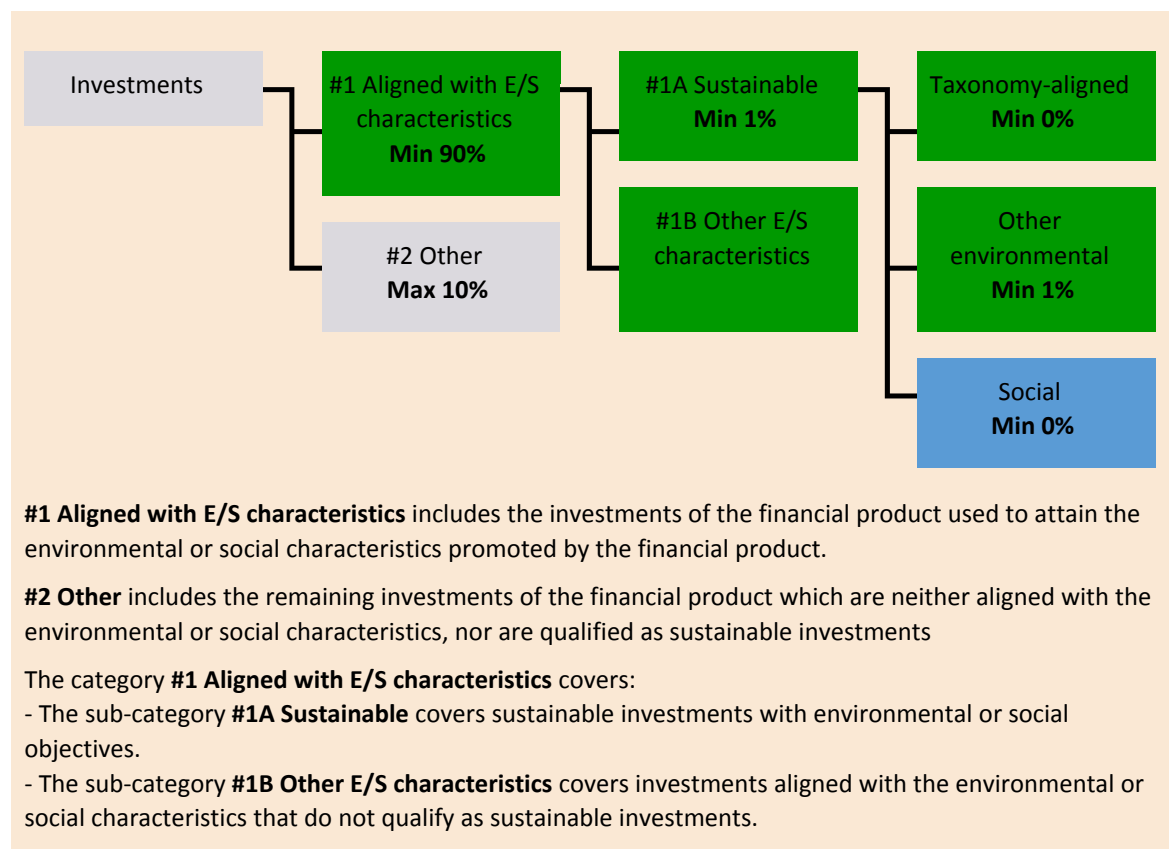 Investments
#1 Aligned with E/S
characteristics
Min 90%
#2 Other
Max 10%
#1A Sustainable
Min 1%
#1B Other E/S
characteristics
Taxonomy-aligned
Min 0%
Other
environmental
Min 1%
Social
Min 0%
#1 Aligned with E/S characteristics includes the investments of the financial product used to attain the
environmental or social characteristics promoted by the financial product.
#2 Other includes the remaining investments of the financial product which are neither aligned with the
environmental or social characteristics, nor are qualified as sustainable investments
The category #1 Aligned with E/S characteristics covers:
- The sub-category #1A Sustainable covers sustainable investments with environmental or social
objectives.
- The sub-category #1B Other E/S characteristics covers investments aligned with the environmental or
social characteristics that do not qualify as sustainable investments.